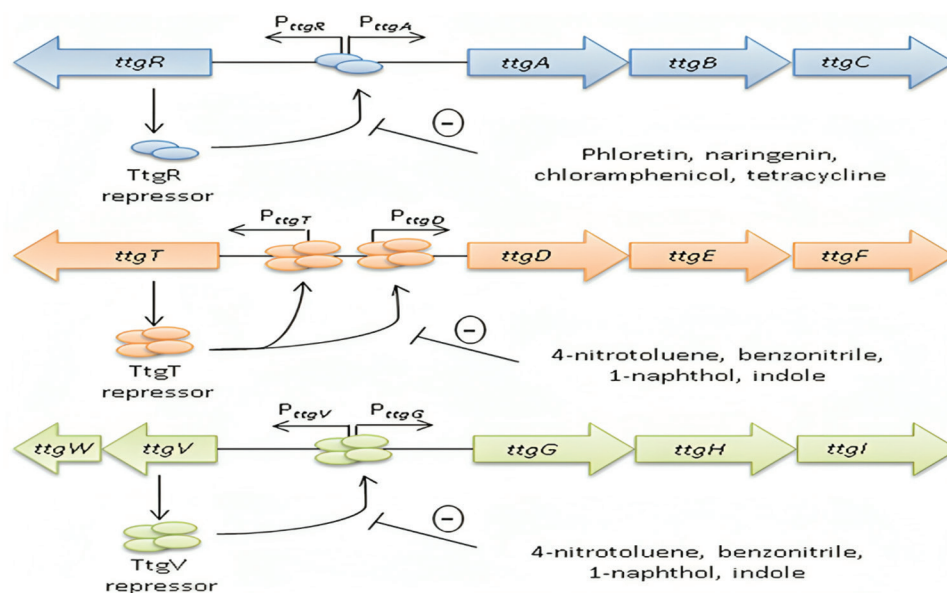 PttgR PttgA
ttgR ttgA ttgB ttgC
−
TtgR
repressor
Phloretin, naringenin,
chloramphenicol, tetracycline
PttgT PttgD
ttgT ttgD ttgE ttgF
−
TtgT
repressor
4-nitrotoluene, benzonitrile,
1-naphthol, indole
PttgV PttgG
ttgW ttgV ttgG ttgH ttgI
−
TtgV
repressor
4-nitrotoluene, benzonitrile,
1-naphthol, indole